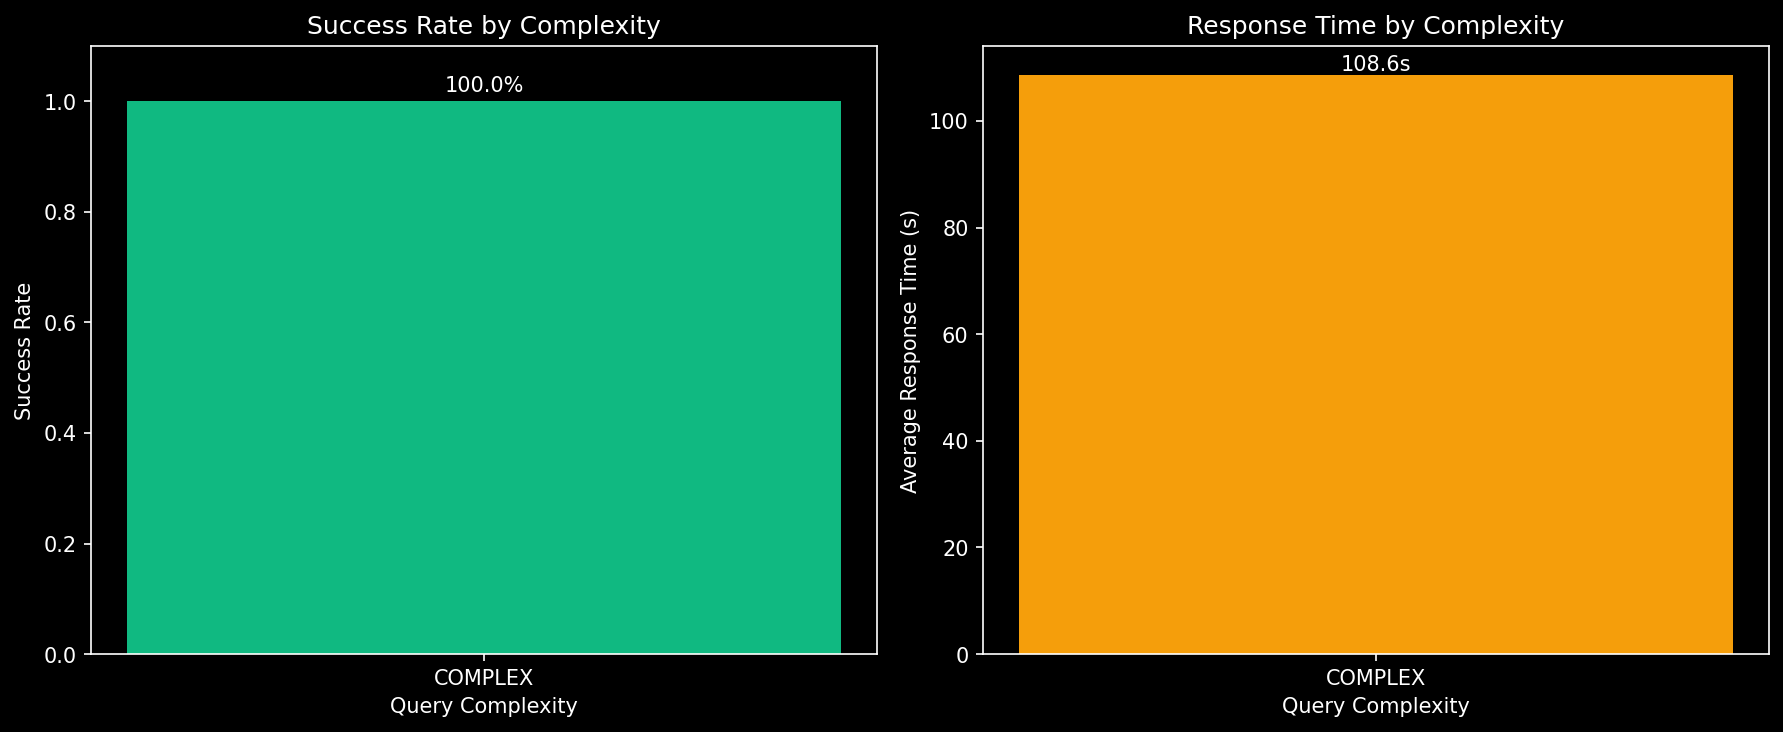 Success Rate by Complexity
100.0%
1.0
0.8
0.6
0.4
0.2
0.0
Success Rate
COMPLEX
Query Complexity
Response Time by Complexity
108.6s
100
80
60
40
20
0
Average Response Time (s)
COMPLEX
Query Complexity